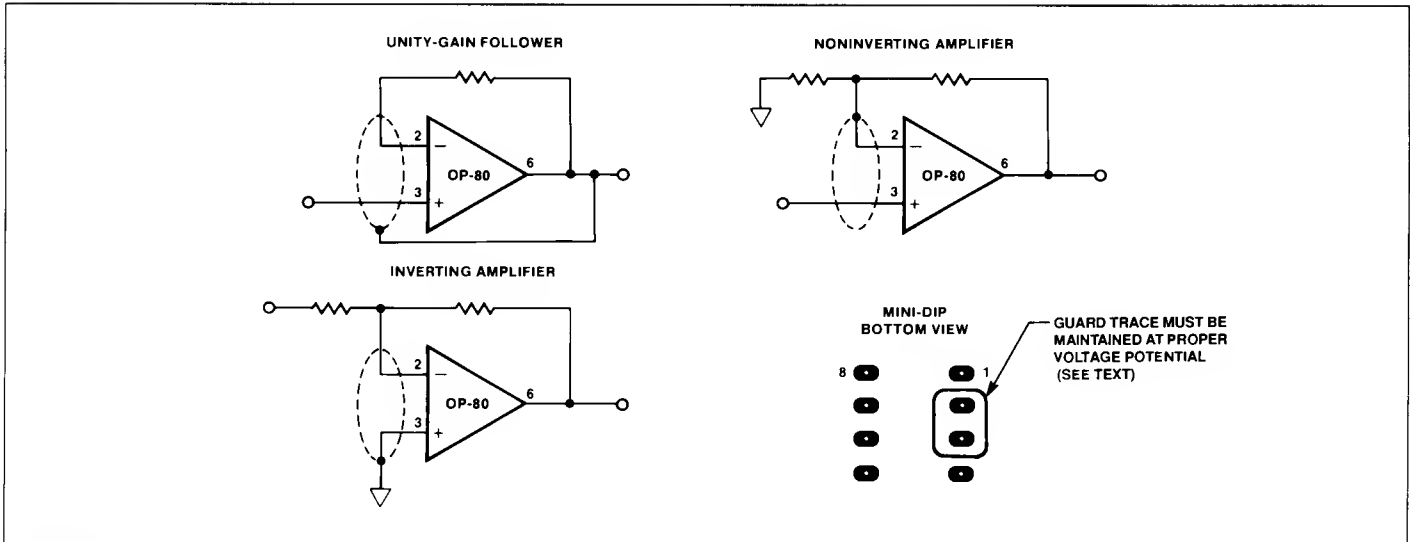 UNITY-GAIN FOLLOWER
2
−
OP-80
6
3
+
NONINVERTING AMPLIFIER
2
−
OP-80
6
3
+
INVERTING AMPLIFIER
2
−
OP-80
6
3
+
MINI-DIP
BOTTOM VIEW
8
1
GUARD TRACE MUST BE
MAINTAINED AT PROPER
VOLTAGE POTENTIAL
(SEE TEXT)